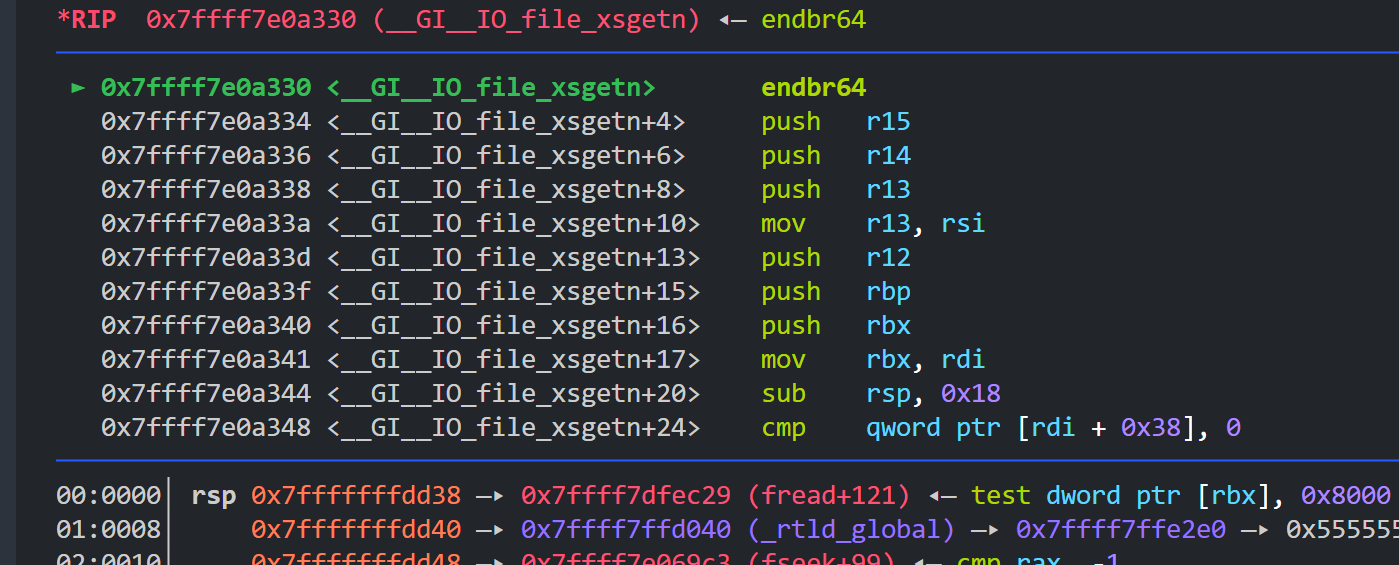 *RIP  0x7ffff7e0a330 (__GI__IO_file_xsgetn) ◂— endbr64
► 0x7ffff7e0a330 <__GI__IO_file_xsgetn>       endbr64
0x7ffff7e0a334 <__GI__IO_file_xsgetn+4>     push   r15
0x7ffff7e0a336 <__GI__IO_file_xsgetn+6>     push   r14
0x7ffff7e0a338 <__GI__IO_file_xsgetn+8>     push   r13
0x7ffff7e0a33a <__GI__IO_file_xsgetn+10>    mov    r13, rsi
0x7ffff7e0a33d <__GI__IO_file_xsgetn+13>    push   r12
0x7ffff7e0a33f <__GI__IO_file_xsgetn+15>    push   rbp
0x7ffff7e0a340 <__GI__IO_file_xsgetn+16>    push   rbx
0x7ffff7e0a341 <__GI__IO_file_xsgetn+17>    mov    rbx, rdi
0x7ffff7e0a344 <__GI__IO_file_xsgetn+20>    sub    rsp, 0x18
0x7ffff7e0a348 <__GI__IO_file_xsgetn+24>    cmp    qword ptr [rdi + 0x38], 0
00:0000│ rsp 0x7fffffffdd38 —▸ 0x7ffff7dfec29 (fread+121) ◂— test dword ptr [rbx], 0x8000
01:0008│     0x7fffffffdd40 —▸ 0x7ffff7ffd040 (_rtld_global) —▸ 0x7ffff7ffe2e0 —▸ 0x555555
02:0010│     0x7fffffffdd48 —▸ 0x7ffff7e069c3 (fseek+99) ◂— cmp rax, -1